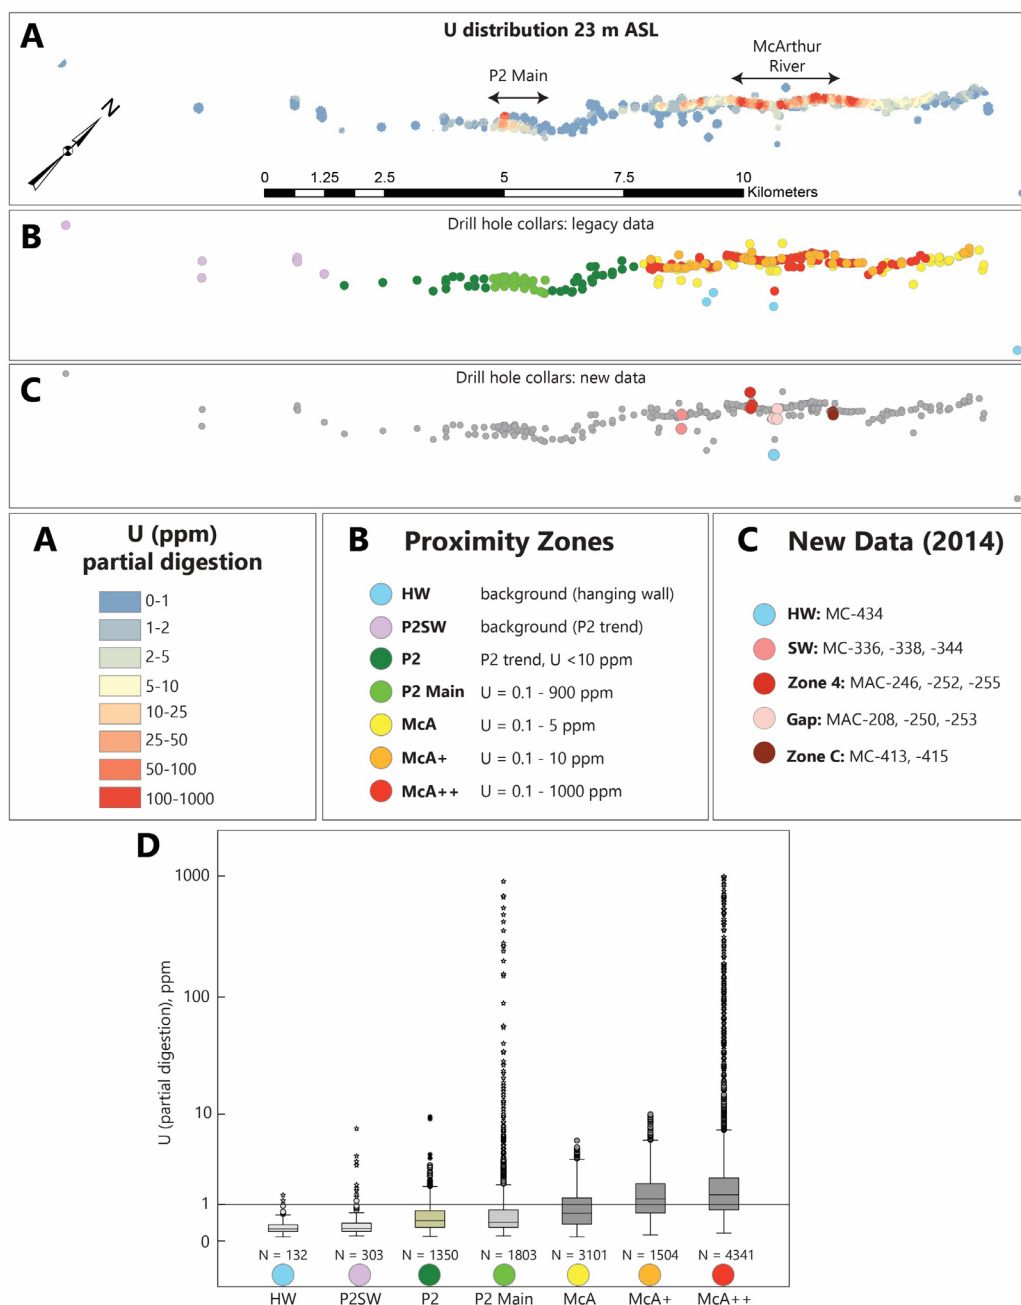 A
U distribution 23 m ASL
McArthur
River
P2 Main
N
0 1.25 2.5 5 7.5 10
Kilometers
B
Drill hole collars: legacy data
C
Drill hole collars: new data
A U (ppm)
partial digestion
0-1
1-2
2-5
5-10
10-25
25-50
50-100
100-1000
B Proximity Zones
HW background (hanging wall)
P2SW background (P2 trend)
P2 P2 trend, U <10 ppm
P2 Main U = 0.1 - 900 ppm
McA U = 0.1 - 5 ppm
McA+ U = 0.1 - 10 ppm
McA++ U = 0.1 - 1000 ppm
C New Data (2014)
HW: MC-434
SW: MC-336, -338, -344
Zone 4: MAC-246, -252, -255
Gap: MAC-208, -250, -253
Zone C: MC-413, -415
D
U (partial digestion), ppm
1000
100
10
1
0
N = 132 N = 303 N = 1350 N = 1803 N = 3101 N = 1504 N = 4341
HW P2SW P2 P2 Main McA McA+ McA++